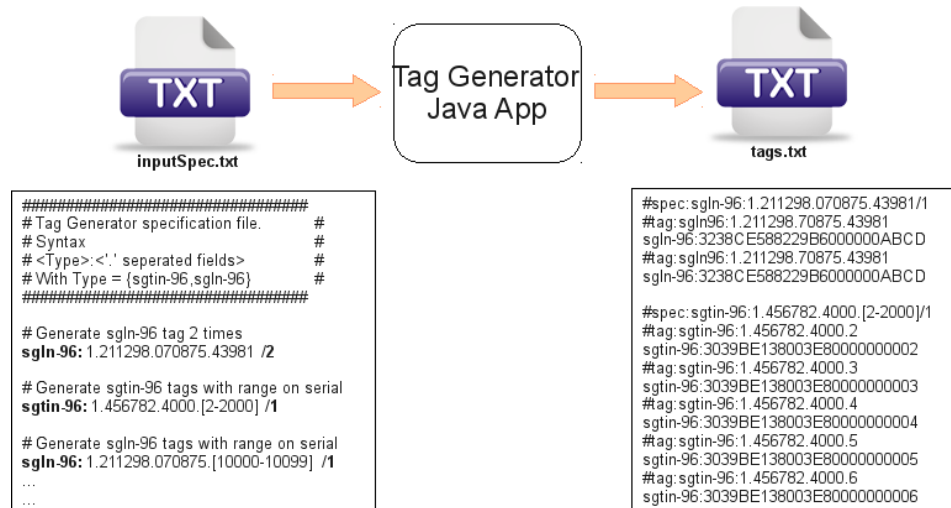 TXT
inputSpec.txt
Tag Generator
Java App
TXT
tags.txt
##################################
# Tag Generator specification file. #
# Syntax #
# <Type>:<'.' seperated fields> #
# With Type = {sgtin-96,sgln-96} #
##################################
# Generate sgln-96 tag 2 times
sgln-96: 1.211298.070875.43981 /2
# Generate sgtin-96 tags with range on serial
sgtin-96: 1.456782.4000.[2-2000] /1
# Generate sgln-96 tags with range on serial
sgln-96: 1.211298.070875.[10000-10099] /1
...
...
#spec:sgln-96:1.211298.070875.43981/1
#tag:sgln96:1.211298.70875.43981
sgln-96:3238CE588229B6000000ABCD
#tag:sgln96:1.211298.70875.43981
sgln-96:3238CE588229B6000000ABCD
#spec:sgtin-96:1.456782.4000.[2-2000]/1
#tag:sgtin-96:1.456782.4000.2
sgtin-96:3039BE138003E80000000002
#tag:sgtin-96:1.456782.4000.3
sgtin-96:3039BE138003E80000000003
#tag:sgtin-96:1.456782.4000.4
sgtin-96:3039BE138003E80000000004
#tag:sgtin-96:1.456782.4000.5
sgtin-96:3039BE138003E80000000005
#tag:sgtin-96:1.456782.4000.6
sgtin-96:3039BE138003E80000000006